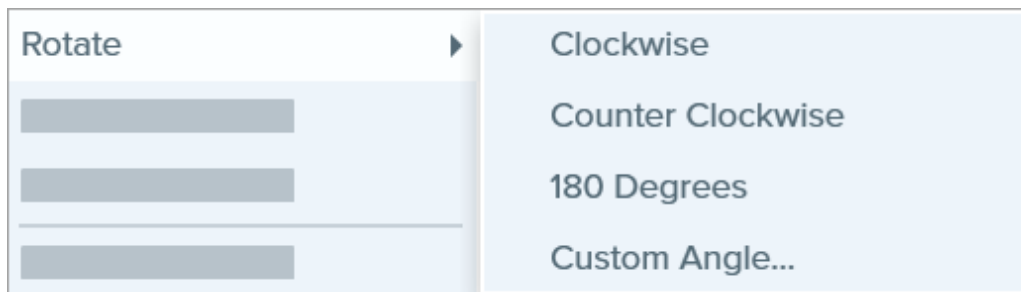 Rotate
Clockwise
Counter Clockwise
180 Degrees
Custom Angle...